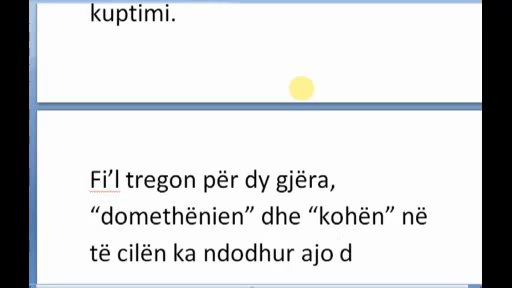 kuptimi.
Fi’l tregon për dy gjëra,
“domethënien” dhe “kohën” në
të cilën ka ndodhur ajo d